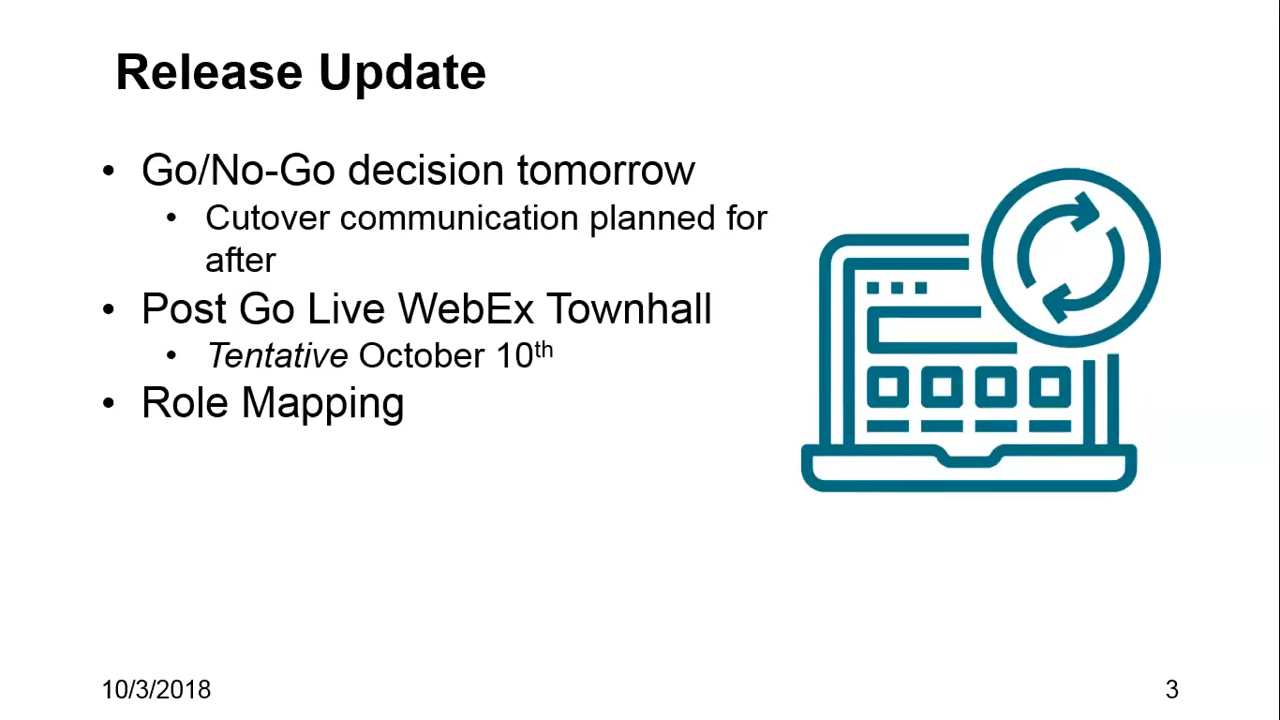 Release Update
• Go/No-Go decision tomorrow
• Cutover communication planned for
after
• Post Go Live WebEx Townhall
• Tentative October 10th
• Role Mapping
10/3/2018
3